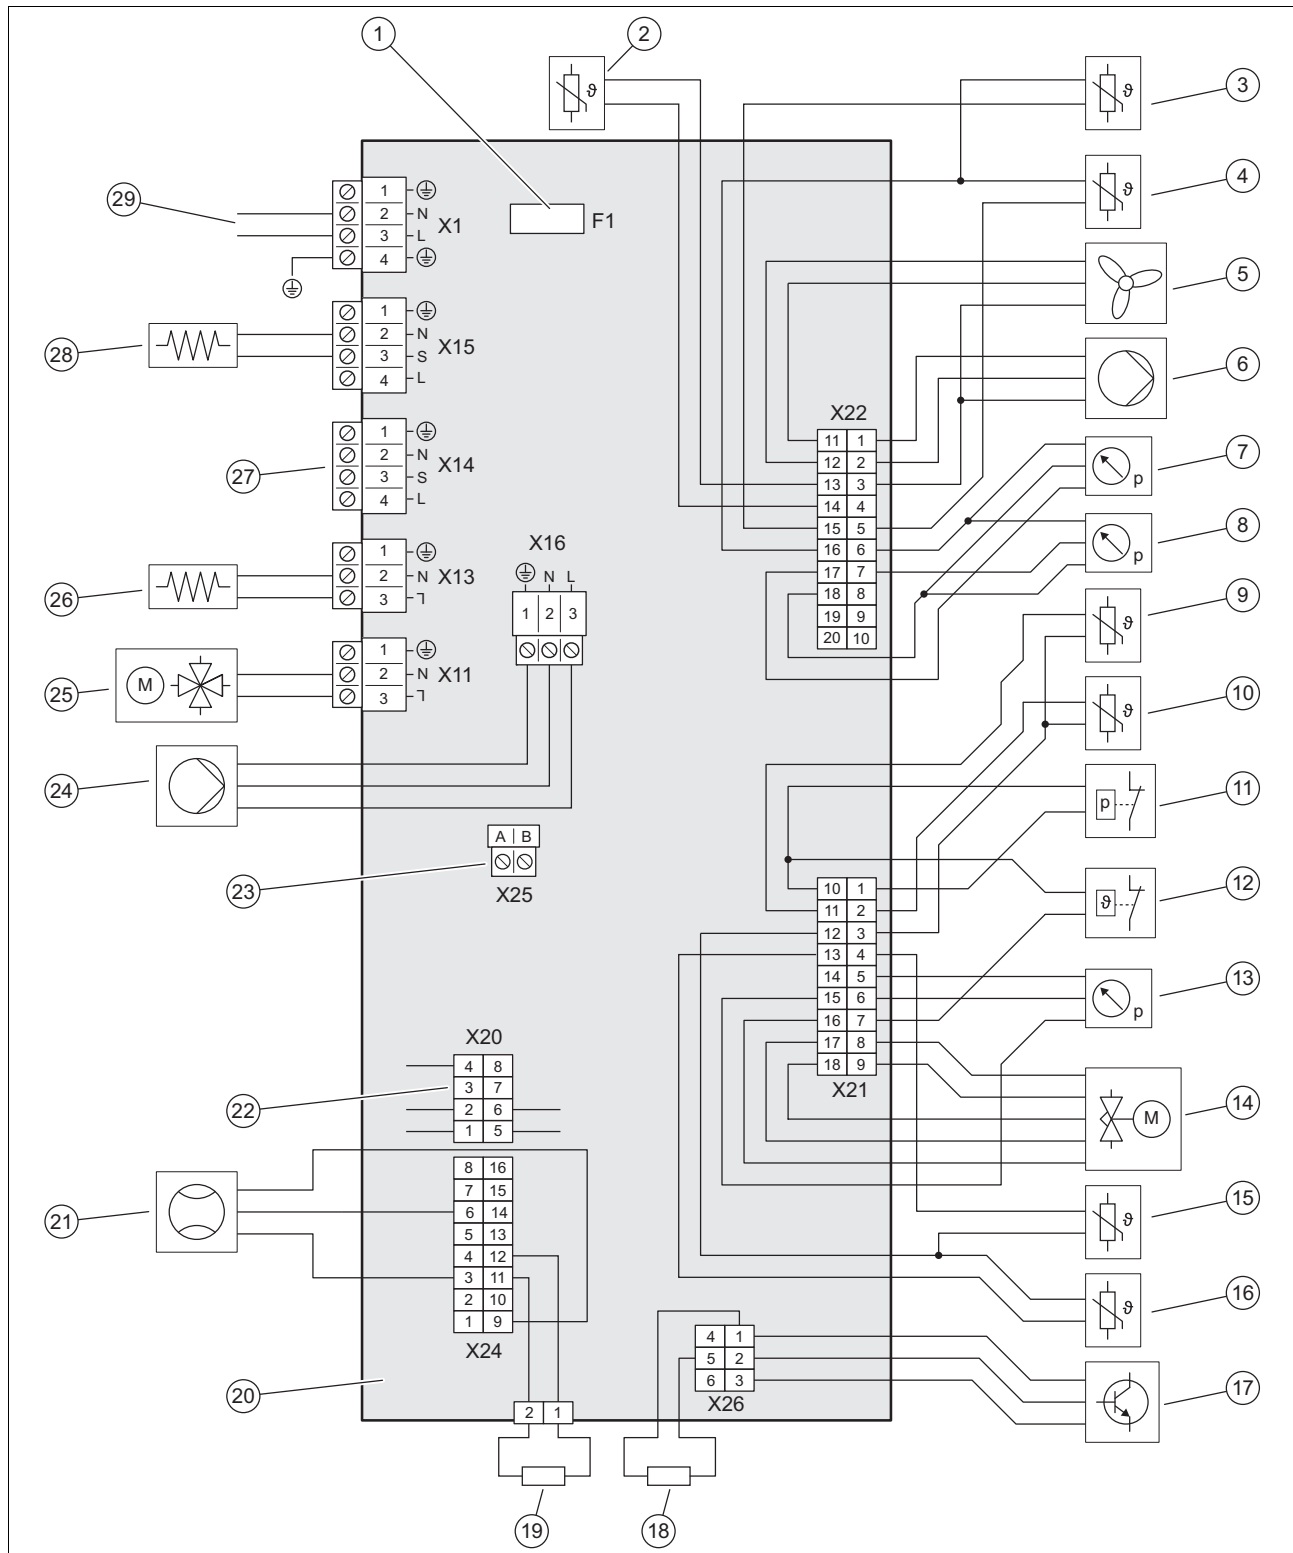 1
2
ϑ
ϑ
3
ϑ
4
5
6
p
7
p
8
ϑ
9
ϑ
10
p
11
ϑ
12
p
13
M
14
ϑ
15
ϑ
16
17
18
19
20
21
22
23
24
25
M
26
27
28
29
F1
1
2 N
3 L
4
X1
1
2 N
3 S
4 L
X15
1
2 N
3 S
4 L
X14
1
2 N
3 L
X13
1
2 N
3 L
X11
X16
N L
1 2 3
A B
X25
X22
11 1
12 2
13 3
14 4
15 5
16 6
17 7
18 8
19 9
20 10
10 1
11 2
12 3
13 4
14 5
15 6
16 7
17 8
18 9
X21
X20
4 8
3 7
2 6
1 5
8 16
7 15
6 14
5 13
4 12
3 11
2 10
1 9
X24
4 1
5 2
6 3
X26
2 1